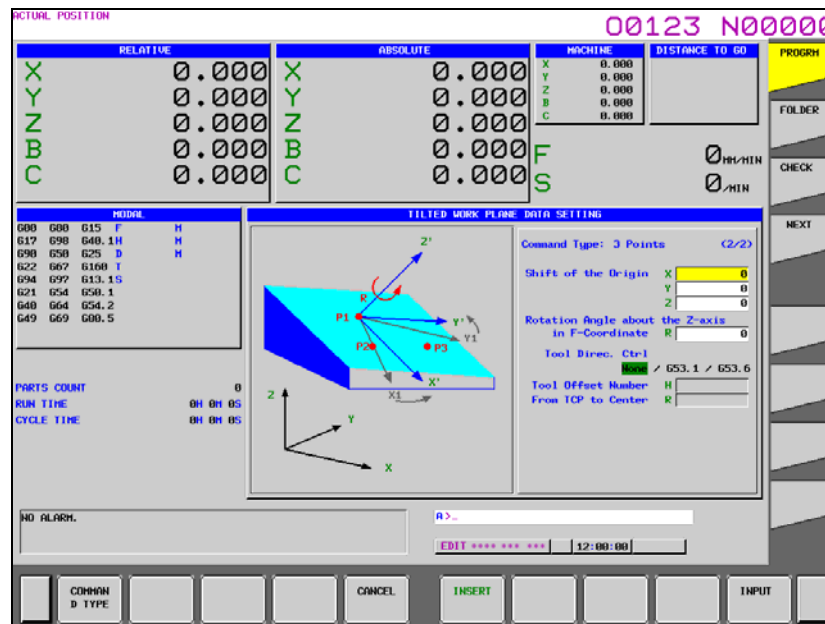 ACTUAL POSITION
O0123 N00000
RELATIVE
X 0.000
Y 0.000
Z 0.000
B 0.000
C 0.000
ABSOLUTE
X 0.000
Y 0.000
Z 0.000
B 0.000
C 0.000
MACHINE
X 0.000
Y 0.000
Z 0.000
B 0.000
C 0.000
DISTANCE TO GO
F 0 MM/MIN
S 0 /MIN
PROGRM
FOLDER
CHECK
NEXT
MODAL
G00 G80 G15 F M
G17 G98 G40.1 H M
G90 G50 G25 D M
G22 G67 G160 T
G94 G97 G13.1 S
G21 G54 G50.1
G40 G64 G54.2
G49 G69 G80.5
PARTS COUNT 0
RUN TIME 0H 0M 0S
CYCLE TIME 0H 0M 0S
TILTED WORK PLANE DATA SETTING
Z'
R
P1
Y'
Y1
P2
P3
X'
X1
Z
Y
X
Command Type: 3 Points (2/2)
Shift of the Origin X 0
Y 0
Z 0
Rotation Angle about the Z-axis
in F-Coordinate R 0
Tool Direc. Ctrl
None / G53.1 / G53.6
Tool Offset Number H
From TCP to Center R
NO ALARM.
A>_
EDIT **** *** *** 12:00:00
COMMAN
D TYPE
CANCEL
INSERT
INPUT